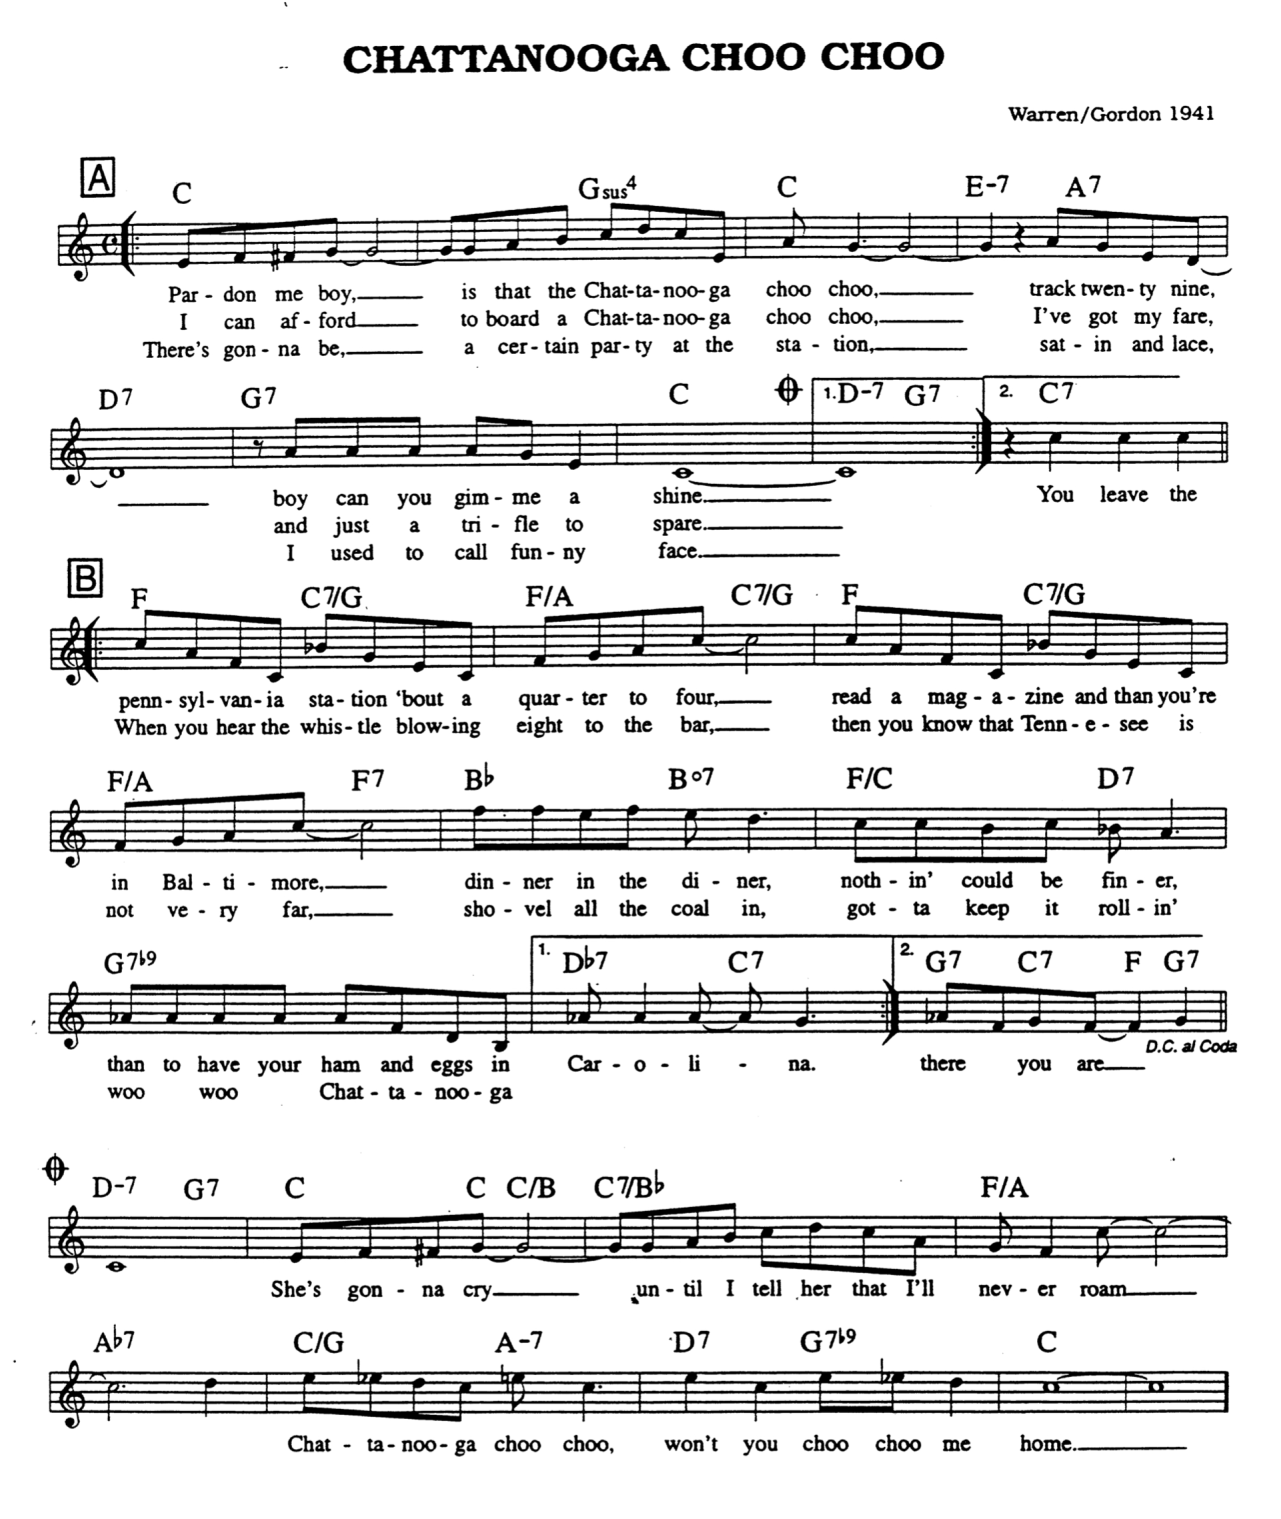 CHATTANOOGA CHOO CHOO
Warren/Gordon 1941
A
C Gsus4 C E-7 A7
Par - don me boy, is that the Chat-ta-noo-ga choo choo, track twen-ty nine,
I can af-ford to board a Chat-ta-noo-ga choo choo, I've got my fare,
There's gon-na be, a cer-tain par-ty at the sta - tion, sat - in and lace,
D7 G7 C 1. D-7 G7 2. C7
boy can you gim-me a shine. You leave the
and just a tri - fle to spare.
I used to call fun-ny face.
B
F C7/G F/A C7/G F C7/G
penn-syl-van-ia sta-tion ‘bout a quar-ter to four, read a mag-a-zine and than you're
When you hear the whis-tle blow-ing eight to the bar, then you know that Tenn-e-see is
F/A F7 B♭ B°7 F/C D7
in Bal - ti - more, din - ner in the di - ner, noth - in' could be fin - er,
not ve - ry far, sho - vel all the coal in, got - ta keep it roll - in'
G7♭9 1. D♭7 C7 2. G7 C7 F G7
D.C. al Coda
than to have your ham and eggs in Car - o - li - na. there you are
woo woo Chat - ta - noo - ga
D-7 G7 C C C/B C7/B♭ F/A
She's gon - na cry un - til I tell her that I'll nev - er roam
A♭7 C/G A-7 D7 G7♭9 C
Chat - ta-noo-ga choo choo, won't you choo choo me home.